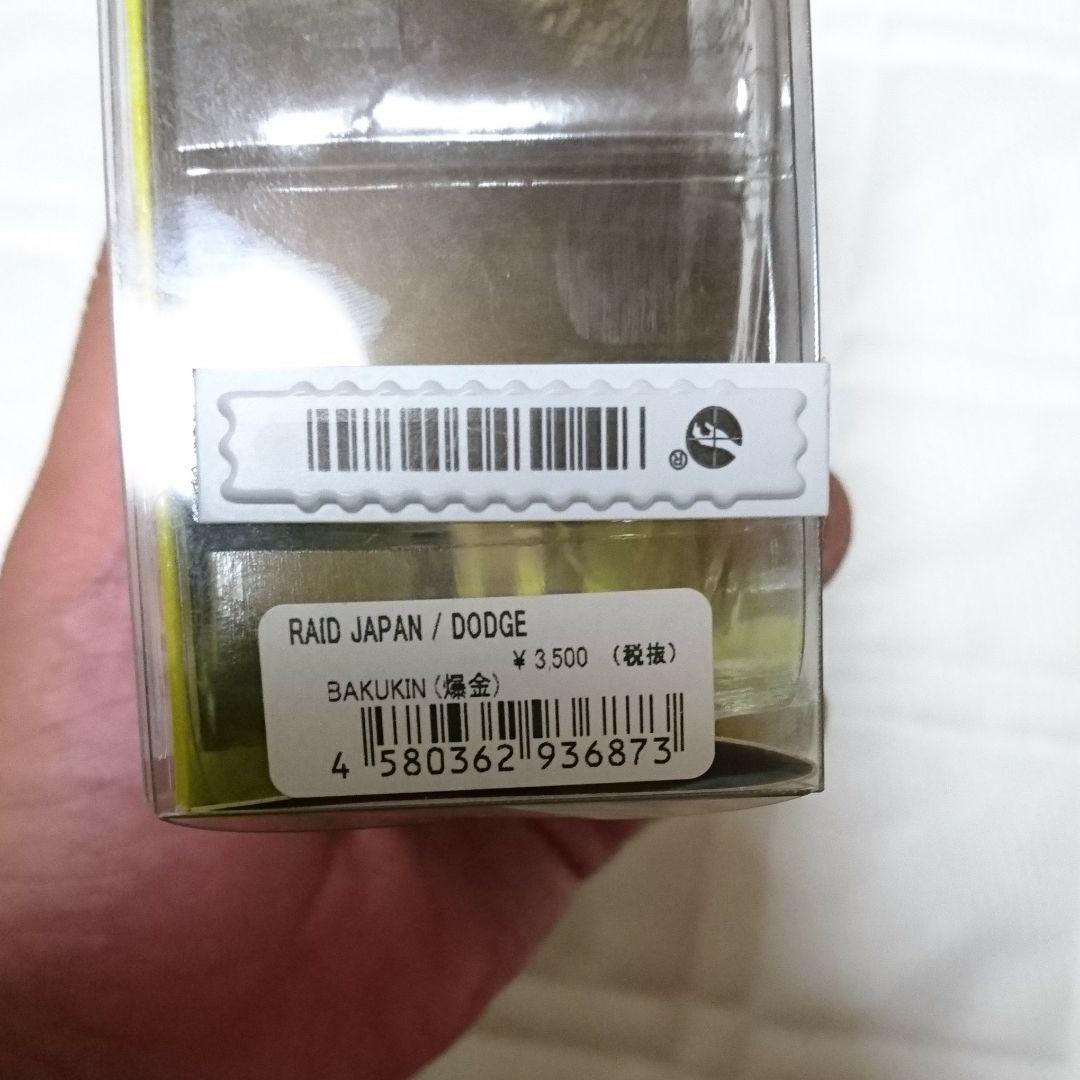 ®
RAID JAPAN / DODGE
¥ 3,500 (税抜)
BAKUKIN(爆金)
4 580362 936873